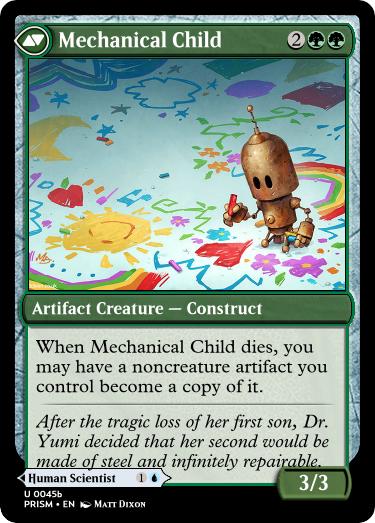 Mechanical Child 2
Artifact Creature — Construct
When Mechanical Child dies, you
may have a noncreature artifact you
control become a copy of it.
After the tragic loss of her first son, Dr.
Yumi decided that her second would be
made of steel and infinitely repairable.
Human Scientist 1
3/3
U 0045b
PRISM • EN Matt Dixon